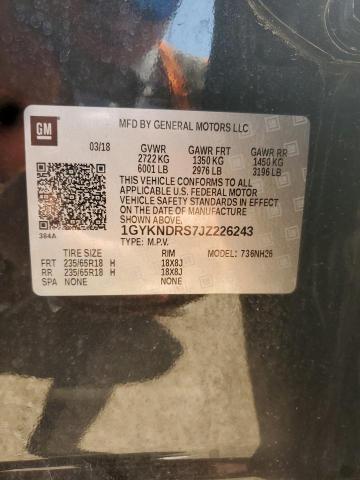 GM
MFD BY GENERAL MOTORS LLC
03/18 GVWR GAWR FRT GAWR RR
2722 KG 1350 KG 1450 KG
6001 LB 2976 LB 3196 LB
THIS VEHICLE CONFORMS TO ALL
APPLICABLE U.S. FEDERAL MOTOR
VEHICLE SAFETY AND THEFT PREVENTION
STANDARDS IN EFFECT ON THE DATE OF MANUFACTURE
SHOWN ABOVE.
384A 1GYKNDRS7JZ226243
TYPE: M.P.V.
TIRE SIZE RIM MODEL: 736NH26
FRT 235/65R18 H 18X8J
RR 235/65R18 H 18X8J
SPA NONE NONE